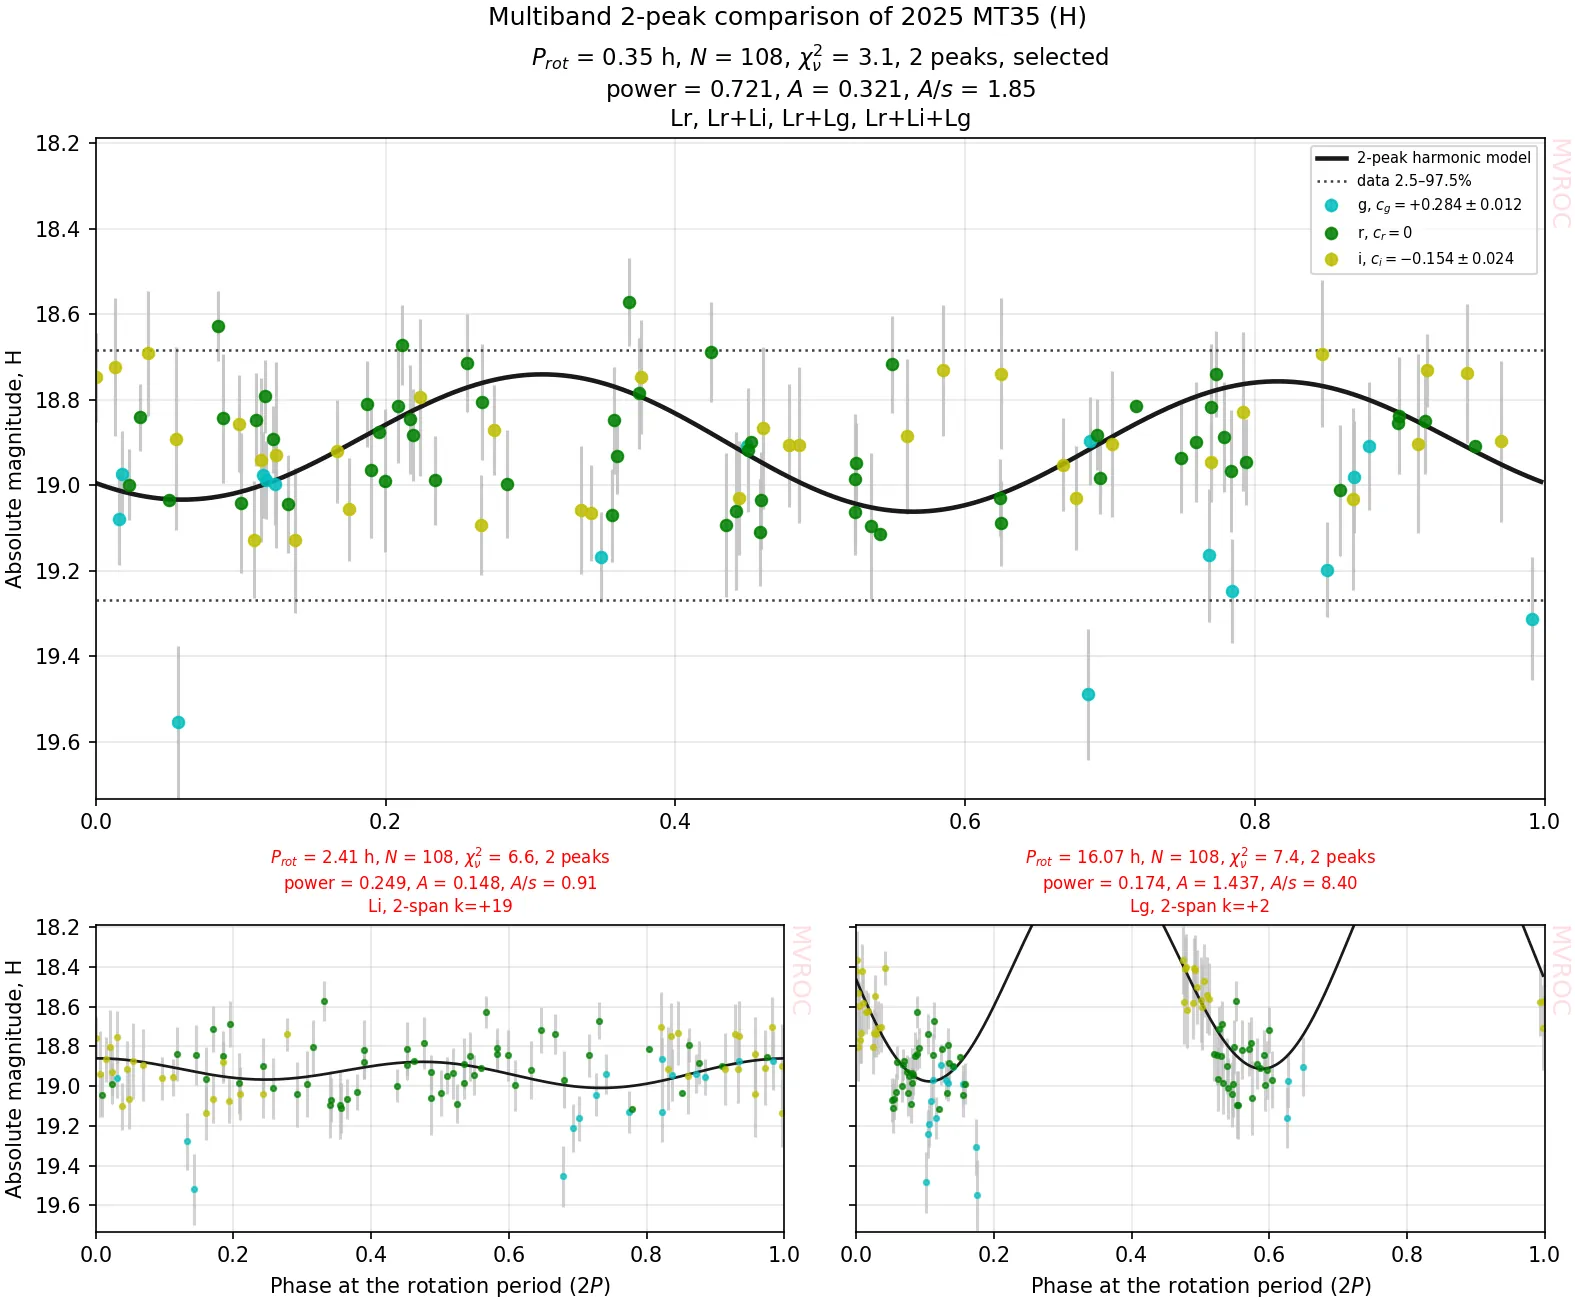 Multiband 2-peak comparison of 2025 MT35 (H)
P_rot = 0.35 h, N = 108, χ²_ν = 3.1, 2 peaks, selected
power = 0.721, A = 0.321, A/s = 1.85
Lr, Lr+Li, Lr+Lg, Lr+Li+Lg
Absolute magnitude, H
18.2
18.4
18.6
18.8
19.0
19.2
19.4
19.6
2-peak harmonic model
data 2.5–97.5%
g, c_g = +0.284 ± 0.012
r, c_r = 0
i, c_i = −0.154 ± 0.024
MVROC
0.0 0.2 0.4 0.6 0.8 1.0
P_rot = 2.41 h, N = 108, χ²_ν = 6.6, 2 peaks
power = 0.249, A = 0.148, A/s = 0.91
Li, 2-span k=+19
Absolute magnitude, H
18.2
18.4
18.6
18.8
19.0
19.2
19.4
19.6
MVROC
0.0 0.2 0.4 0.6 0.8 1.0
Phase at the rotation period (2P)
P_rot = 16.07 h, N = 108, χ²_ν = 7.4, 2 peaks
power = 0.174, A = 1.437, A/s = 8.40
Lg, 2-span k=+2
MVROC
0.0 0.2 0.4 0.6 0.8 1.0
Phase at the rotation period (2P)